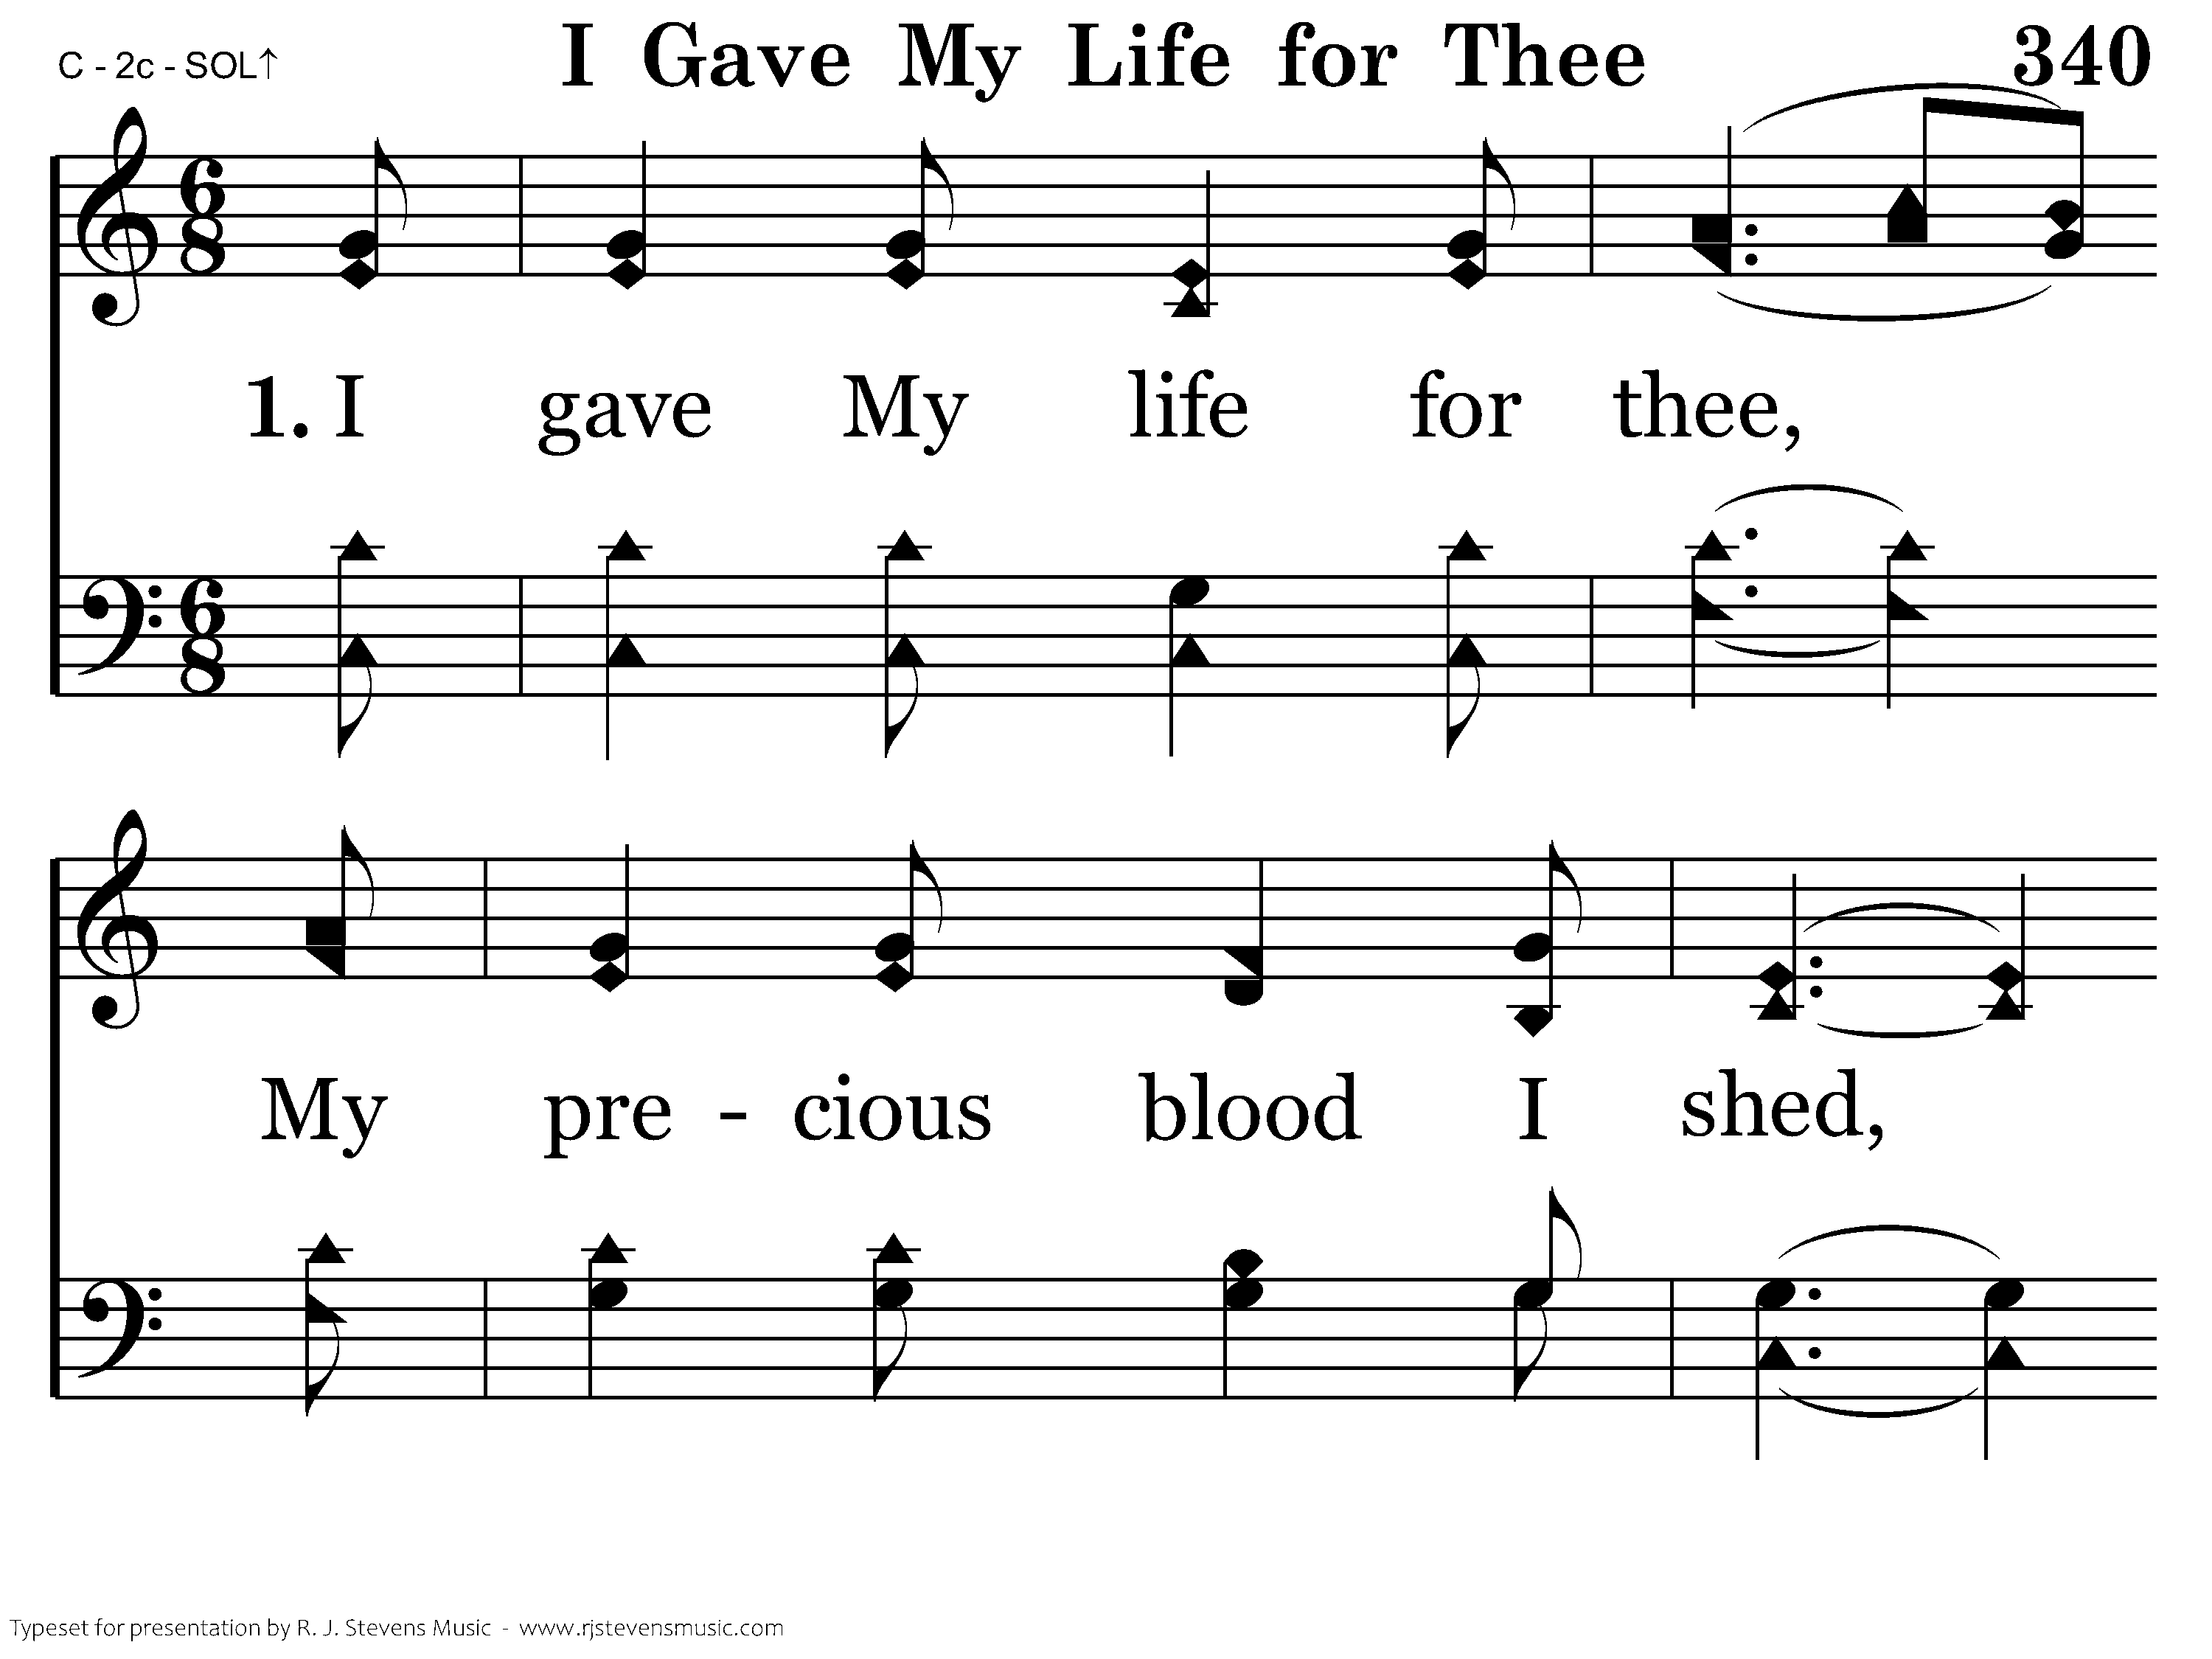 C - 2c - SOL↑ I Gave My Life for Thee 340
1. I gave My life for thee,
My pre - cious blood I shed,
Typeset for presentation by R. J. Stevens Music - www.rjstevensmusic.com